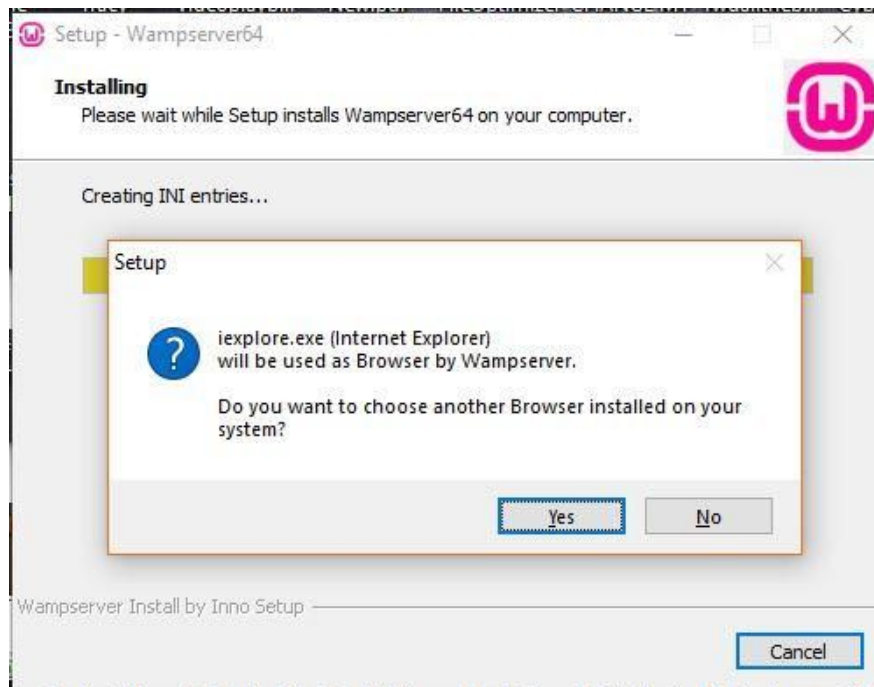 Setup - Wampserver64
Installing
Please wait while Setup installs Wampserver64 on your computer.
Creating INI entries...
Setup
iexplore.exe (Internet Explorer)
will be used as Browser by Wampserver.
Do you want to choose another Browser installed on your
system?
Yes
No
Wampserver Install by Inno Setup
Cancel